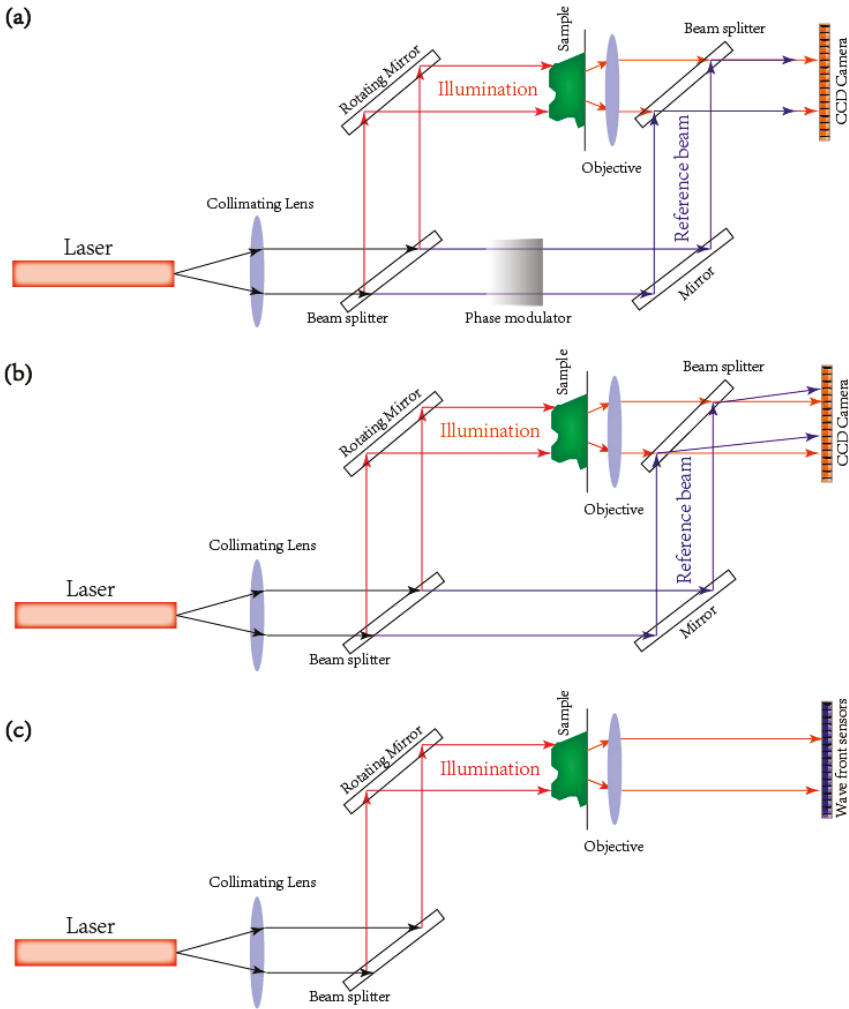 (a)
Rotating Mirror
Illumination
Sample
Objective
Beam splitter
CCD Camera
Collimating Lens
Laser
Beam splitter
Phase modulator
Reference beam
Mirror
(b)
Rotating Mirror
Illumination
Sample
Objective
Beam splitter
CCD Camera
Collimating Lens
Laser
Beam splitter
Reference beam
Mirror
(c)
Rotating Mirror
Illumination
Sample
Objective
Wave front sensors
Collimating Lens
Laser
Beam splitter